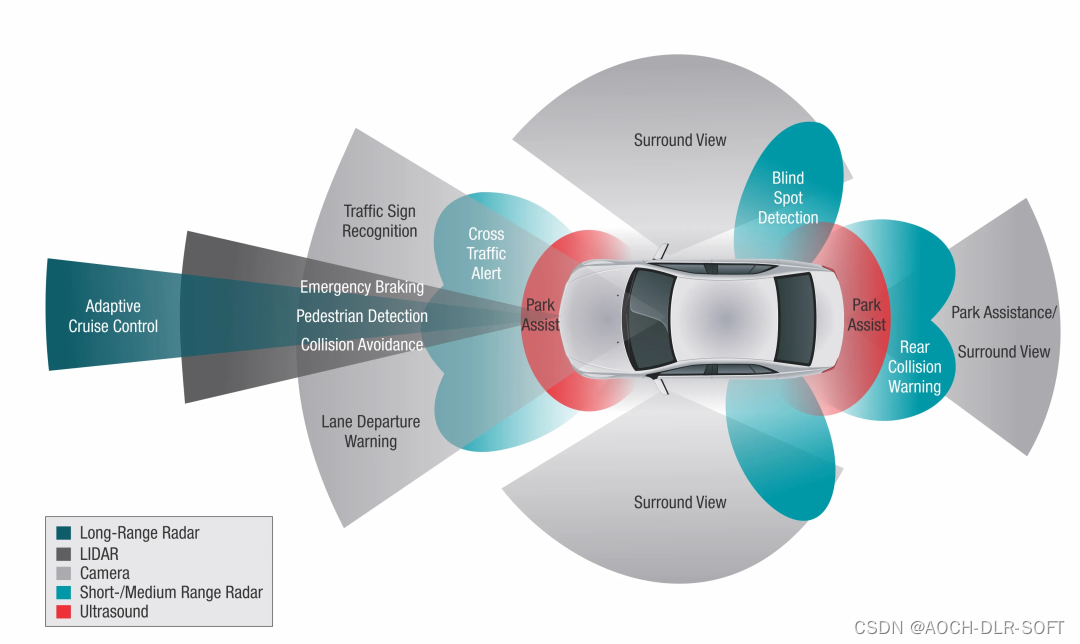 Surround View
Blind
Spot
Detection
Traffic Sign
Recognition
Cross
Traffic
Alert
Emergency Braking
Adaptive
Cruise Control
Pedestrian Detection
Park
Assist
Collision Avoidance
Park
Assist
Park Assistance/
Surround View
Rear
Collision
Warning
Lane Departure
Warning
Surround View
Long-Range Radar
LIDAR
Camera
Short-/Medium Range Radar
Ultrasound
CSDN @AOCH-DLR-SOFT